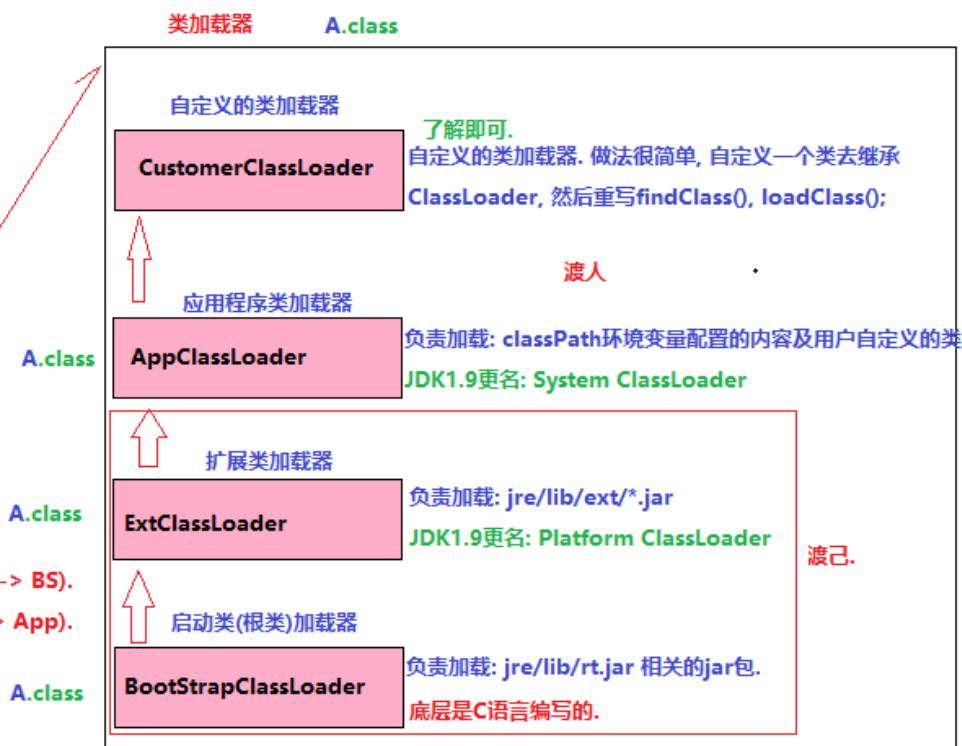 类加载器 A.class
自定义的类加载器
了解即可.
CustomerClassLoader
自定义的类加载器. 做法很简单, 自定义一个类去继承
ClassLoader, 然后重写findClass(), loadClass();
渡人
应用程序类加载器
A.class
AppClassLoader
负责加载: classPath环境变量配置的内容及用户自定义的类
JDK1.9更名: System ClassLoader
扩展类加载器
A.class
ExtClassLoader
负责加载: jre/lib/ext/*.jar
JDK1.9更名: Platform ClassLoader
渡己.
-> BS).
> App).
启动类(根类)加载器
A.class
BootStrapClassLoader
负责加载: jre/lib/rt.jar 相关的jar包.
底层是C语言编写的.